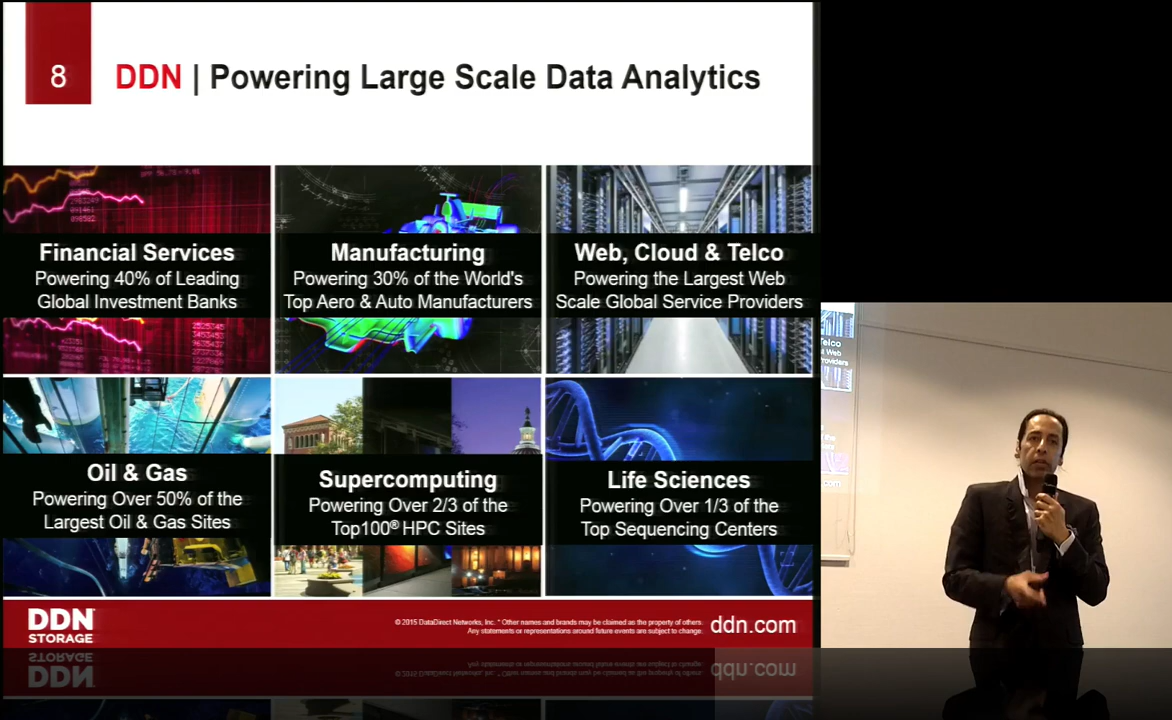 8
DDN | Powering Large Scale Data Analytics
Financial Services
Powering 40% of Leading
Global Investment Banks
Manufacturing
Powering 30% of the World's
Top Aero & Auto Manufacturers
Web, Cloud & Telco
Powering the Largest Web
Scale Global Service Providers
Oil & Gas
Powering Over 50% of the
Largest Oil & Gas Sites
Supercomputing
Powering Over 2/3 of the
Top100® HPC Sites
Life Sciences
Powering Over 1/3 of the
Top Sequencing Centers
DDN
STORAGE
© 2015 DataDirect Networks, Inc. * Other names and brands may be claimed as the property of others.
Any statements or representations around future events are subject to change.
ddn.com